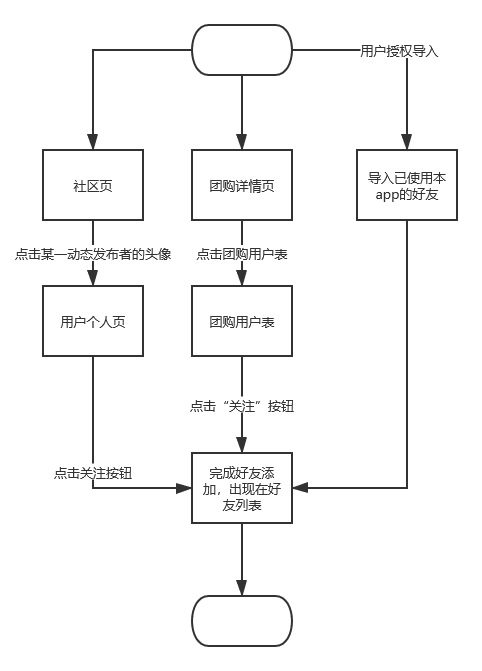 用户授权导入
社区页
团购详情页
导入已使用本
app的好友
点击某一动态发布者的头像
点击团购用户表
用户个人页
团购用户表
点击“关注”按钮
点击关注按钮
完成好友添
加，出现在好
友列表